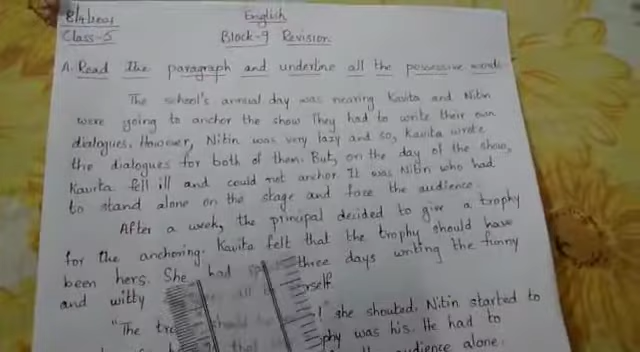 English
Class-5
Block-9 Revision
A. Read the paragraph and underline all the possessive words.
The school's annual day was nearing. Kavita and Nitin
were going to anchor the show They had to write their own
dialogues. However, Nitin was very lazy and so, Kavita wrote
the dialogues for both of them. But, on the day of the show,
Kavita fell ill and could not anchor. It was Nitin who had
to stand alone on the stage and face the audience.
After a week, the principal decided to give a trophy
for the anchoring. Kavita felt that the trophy should have
been hers. She had three days writing the funny
and witty
"The should !" she shouted. Nitin started to
was his. He had to
alone.